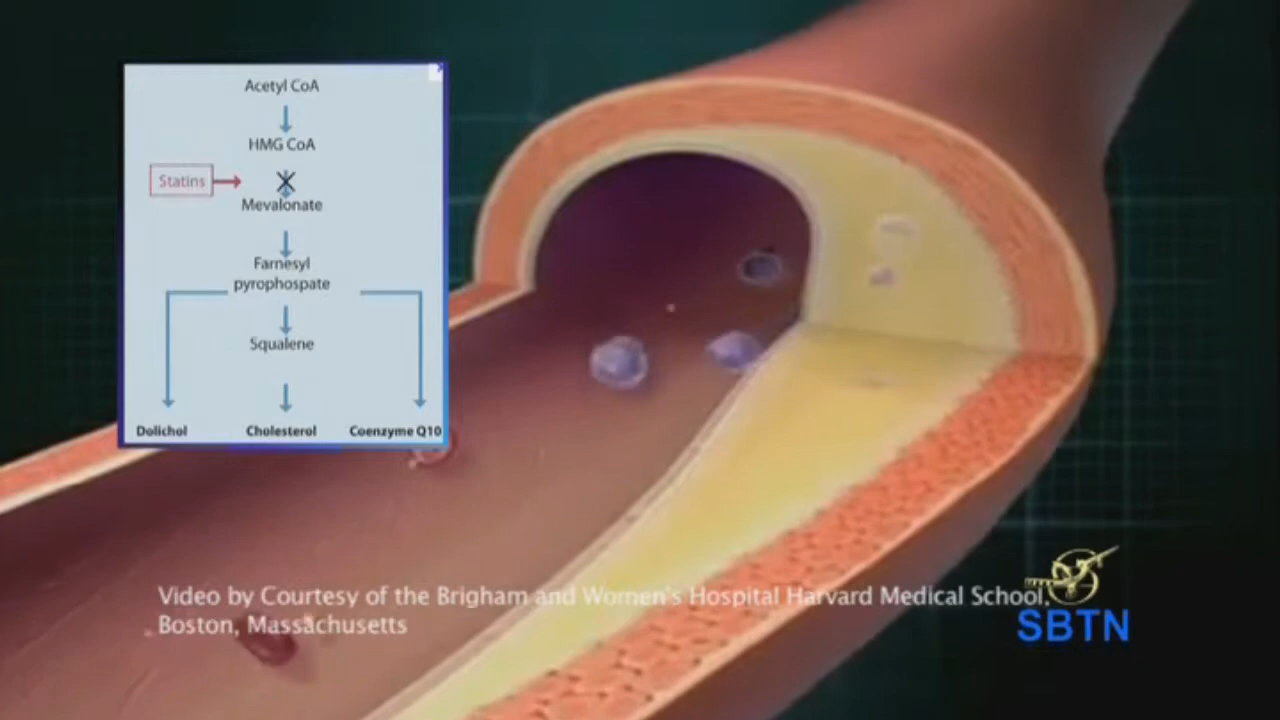 Acetyl CoA
HMG CoA
Statins
Mevalonate
Farnesyl
pyrophospate
Squalene
Dolichol Cholesterol Coenzyme Q10
Video by Courtesy of the Brigham and Women's Hospital Harvard Medical School,
Boston, Massachusetts
SBTN